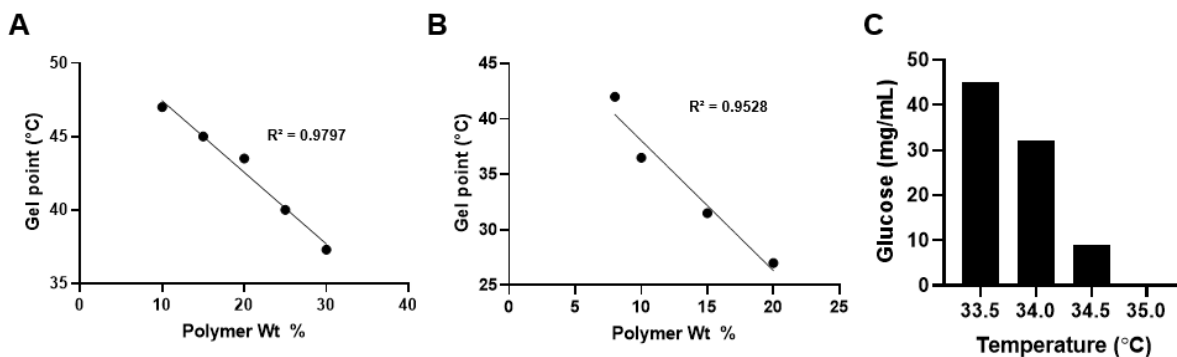 A
Gel point (°C)
50
45
40
35
R² = 0.9797
0 10 20 30 40
Polymer Wt %
B
Gel point (°C)
45
40
35
30
25
R² = 0.9528
0 5 10 15 20 25
Polymer Wt %
C
Glucose (mg/mL)
50
40
30
20
10
0
33.5 34.0 34.5 35.0
Temperature (°C)